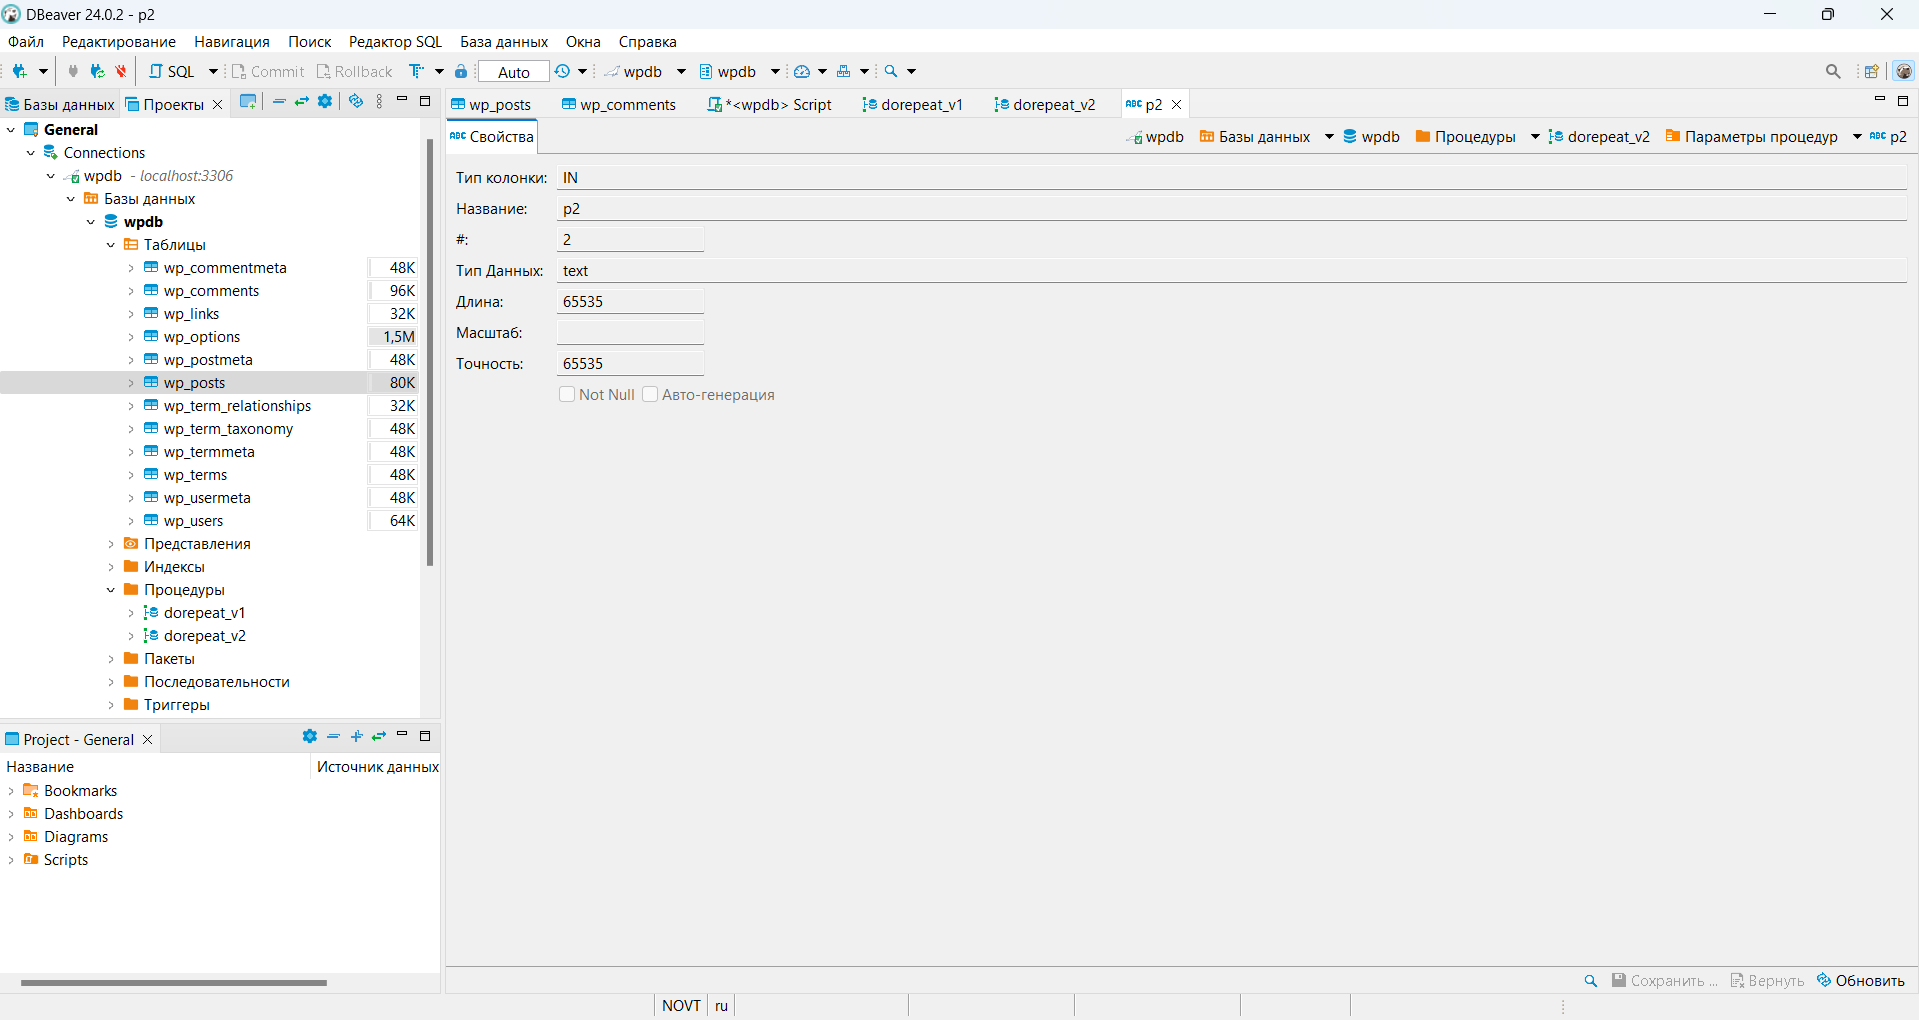 DBeaver 24.0.2 - p2
Файл Редактирование Навигация Поиск Редактор SQL База данных Окна Справка
SQL Commit Rollback Auto wpdb wpdb
Базы данных Проекты
General
Connections
wpdb - localhost:3306
Базы данных
wpdb
Таблицы
wp_commentmeta 48K
wp_comments 96K
wp_links 32K
wp_options 1,5M
wp_postmeta 48K
wp_posts 80K
wp_term_relationships 32K
wp_term_taxonomy 48K
wp_termmeta 48K
wp_terms 48K
wp_usermeta 48K
wp_users 64K
Представления
Индексы
Процедуры
dorepeat_v1
dorepeat_v2
Пакеты
Последовательности
Триггеры
Project - General
Название Источник данных
Bookmarks
Dashboards
Diagrams
Scripts
wp_posts wp_comments *<wpdb> Script dorepeat_v1 dorepeat_v2 ABC p2
ABC Свойства wpdb Базы данных wpdb Процедуры dorepeat_v2 Параметры процедур ABC p2
Тип колонки: IN
Название: p2
#: 2
Тип Данных: text
Длина: 65535
Масштаб:
Точность: 65535
Not Null Авто-генерация
Сохранить ... Вернуть Обновить
NOVT ru